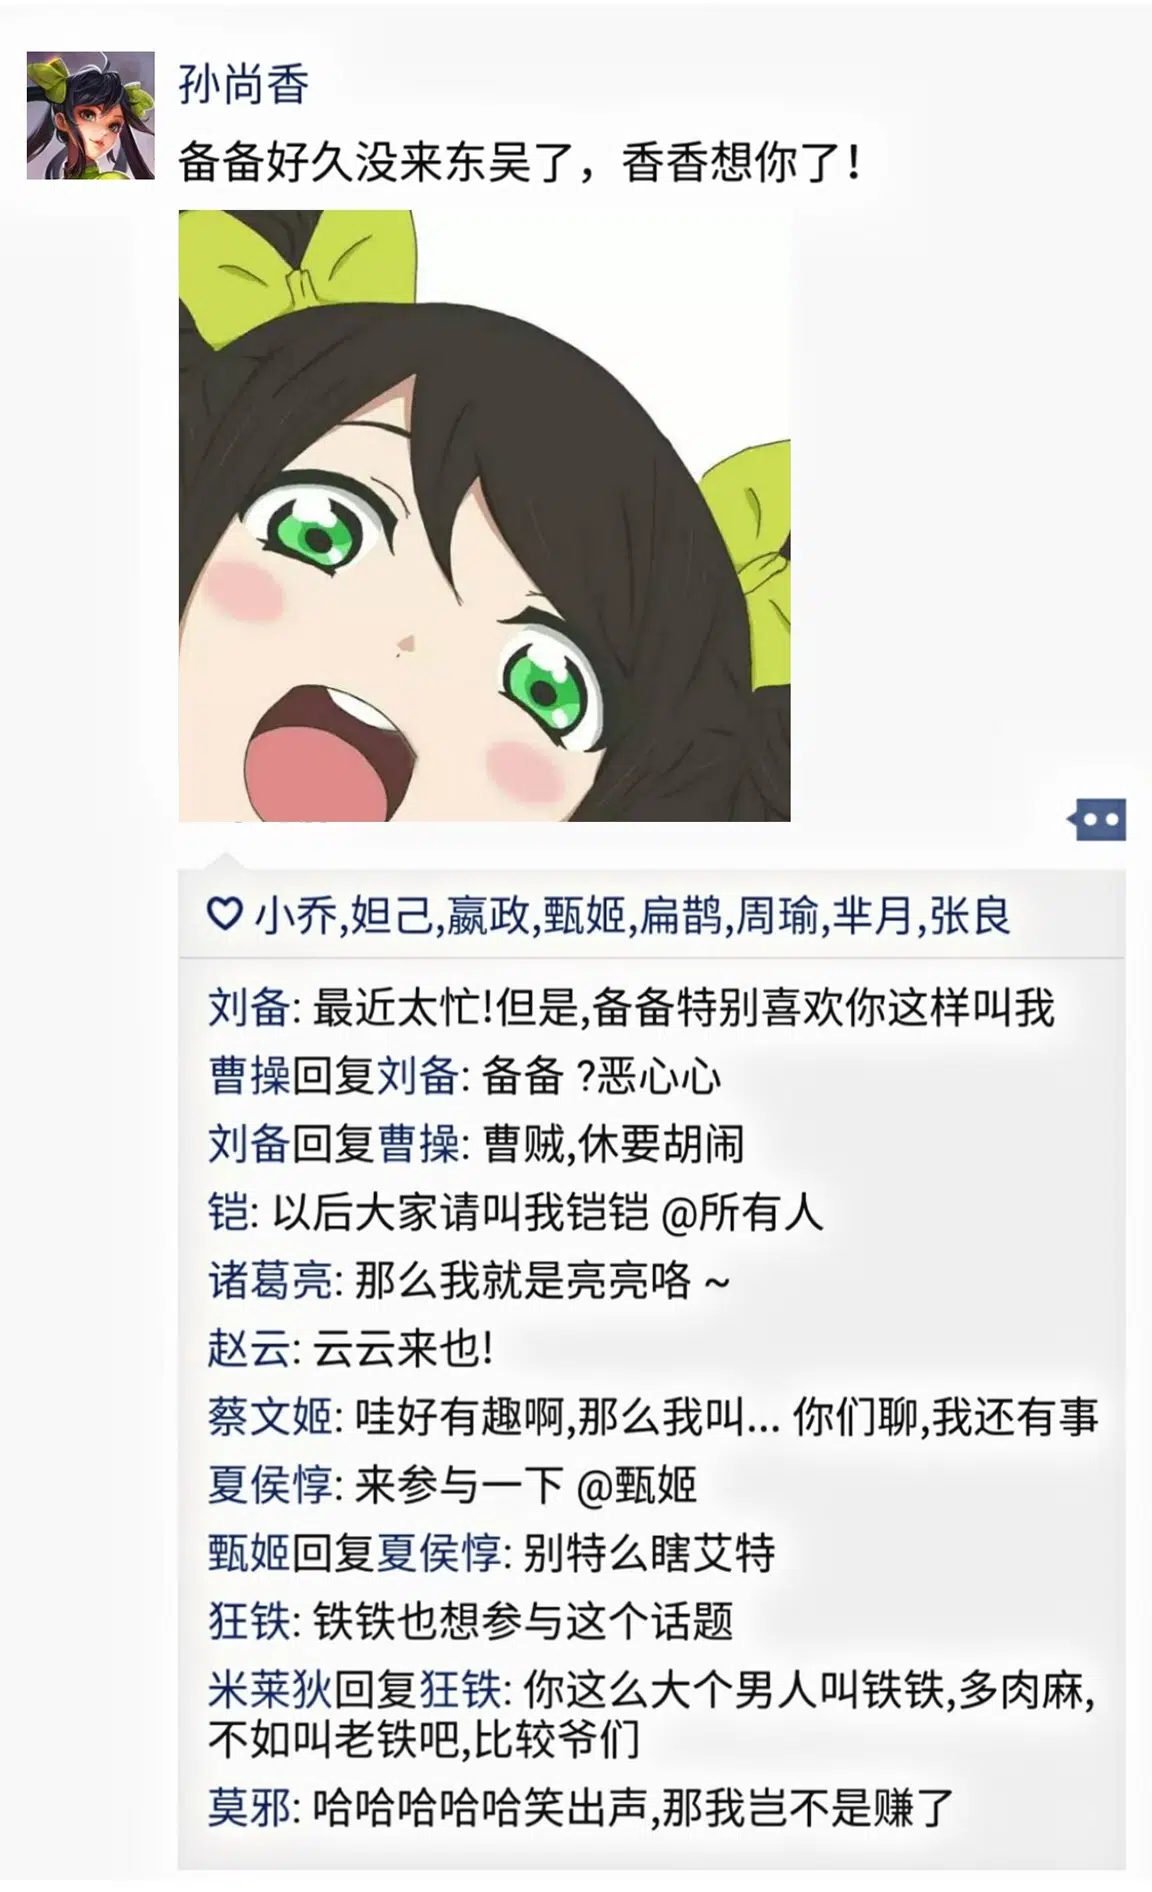 孙尚香
备备好久没来东吴了，香香想你了！
小乔,妲己,嬴政,甄姬,扁鹊,周瑜,芈月,张良
刘备: 最近太忙!但是,备备特别喜欢你这样叫我
曹操回复刘备: 备备 ?恶心心
刘备回复曹操: 曹贼,休要胡闹
铠: 以后大家请叫我铠铠 @所有人
诸葛亮: 那么我就是亮亮咯 ~
赵云: 云云来也!
蔡文姬: 哇好有趣啊,那么我叫... 你们聊,我还有事
夏侯惇: 来参与一下 @甄姬
甄姬回复夏侯惇: 别特么瞎艾特
狂铁: 铁铁也想参与这个话题
米莱狄回复狂铁: 你这么大个男人叫铁铁,多肉麻,
不如叫老铁吧,比较爷们
莫邪: 哈哈哈哈哈笑出声,那我岂不是赚了